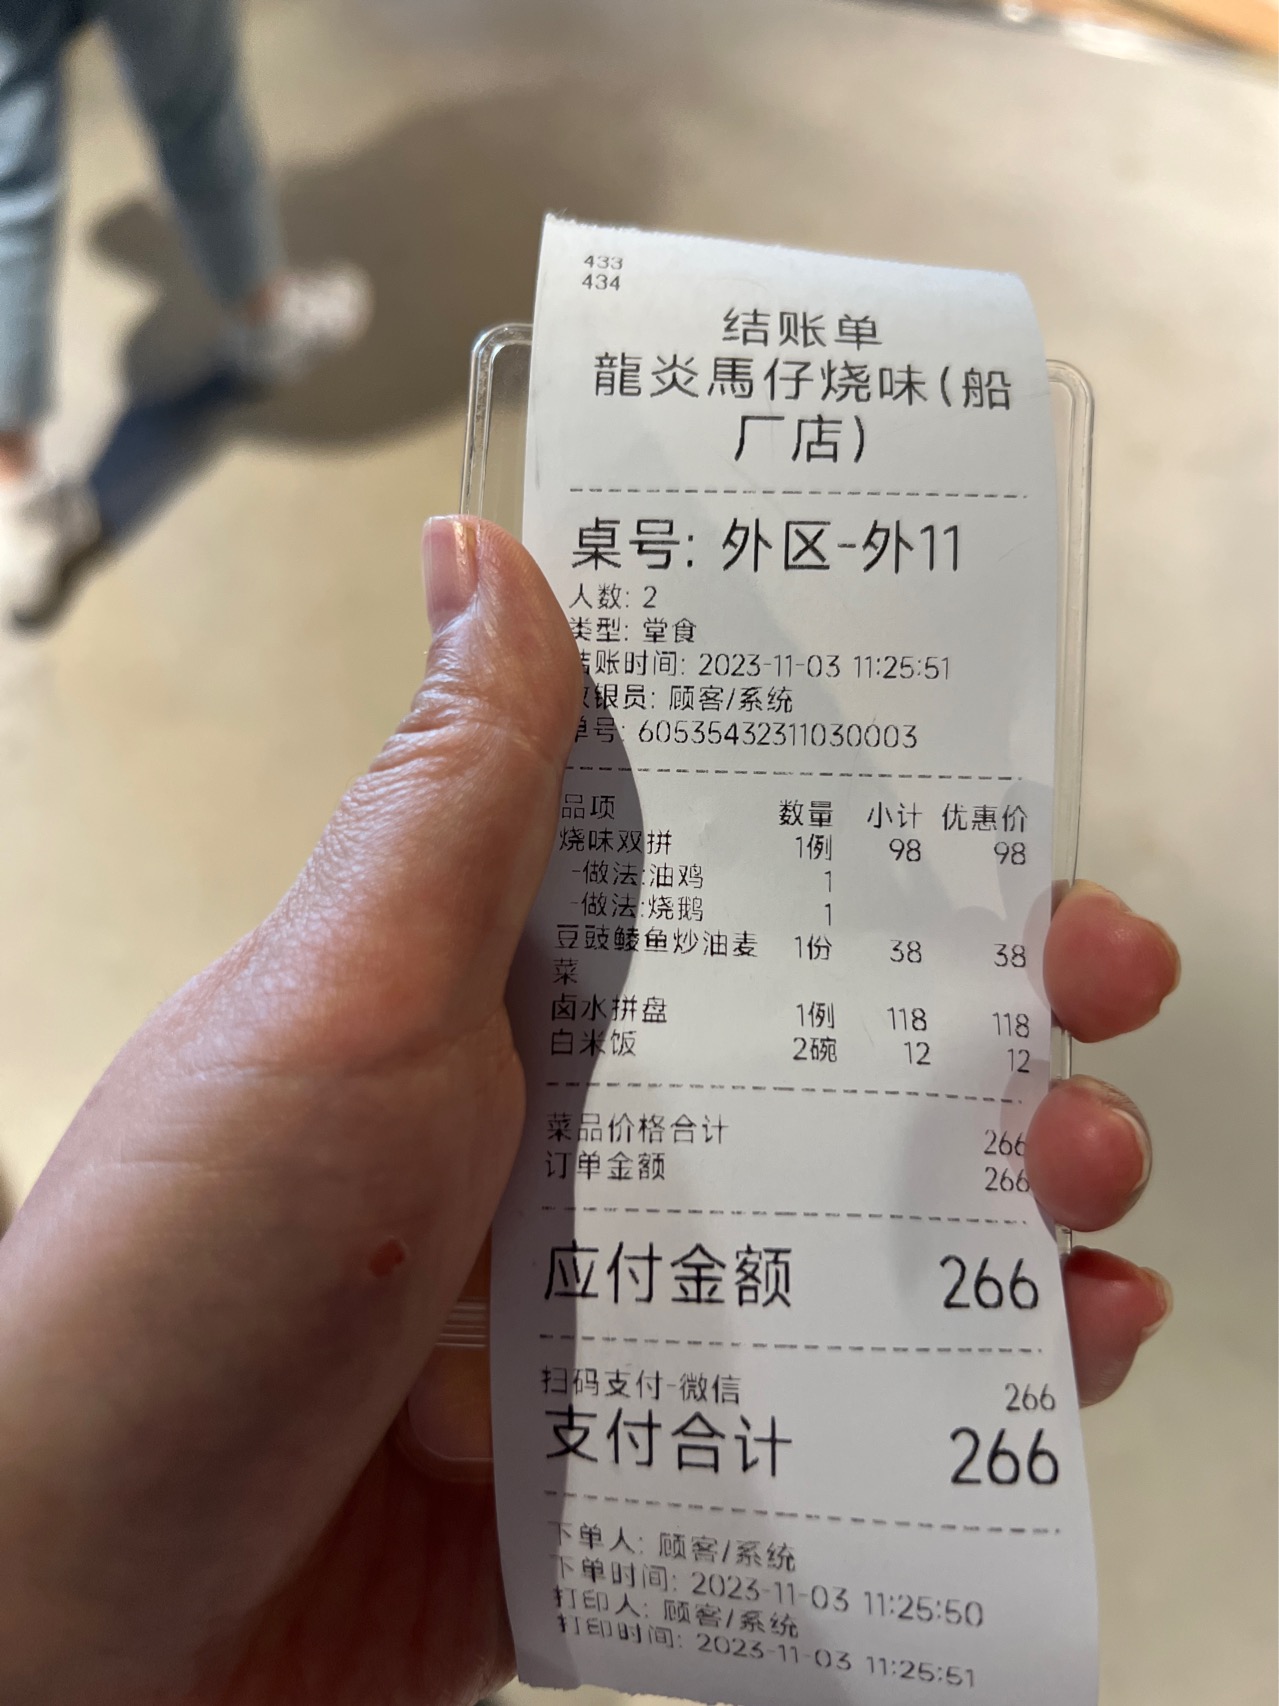 433
434
结账单
龍炎馬仔烧味(船
厂店)
桌号: 外区-外11
人数: 2
类型: 堂食
结账时间: 2023-11-03 11:25:51
收银员: 顾客/系统
单号: 60535432311030003
品项 数量 小计 优惠价
烧味双拼 1例 98 98
-做法:油鸡 1
-做法:烧鹅 1
豆豉鲮鱼炒油麦 1份 38 38
菜
卤水拼盘 1例 118 118
白米饭 2碗 12 12
菜品价格合计 266
订单金额 266
应付金额 266
扫码支付-微信 266
支付合计 266
下单人: 顾客/系统
下单时间: 2023-11-03 11:25:50
打印人: 顾客/系统
打印时间: 2023-11-03 11:25:51